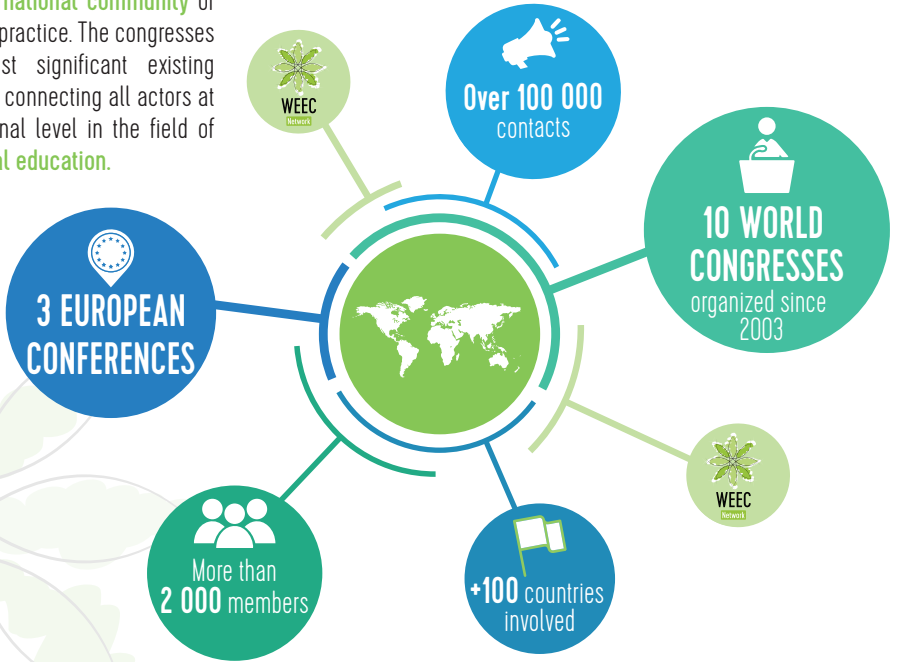 national community of
practice. The congresses
st significant existing
connecting all actors at
nal level in the field of
al education.
WEEC
Network
Over 100 000
contacts
10 WORLD
CONGRESSES
organized since
2003
3 EUROPEAN
CONFERENCES
WEEC
Network
More than
2 000 members
+100 countries
involved